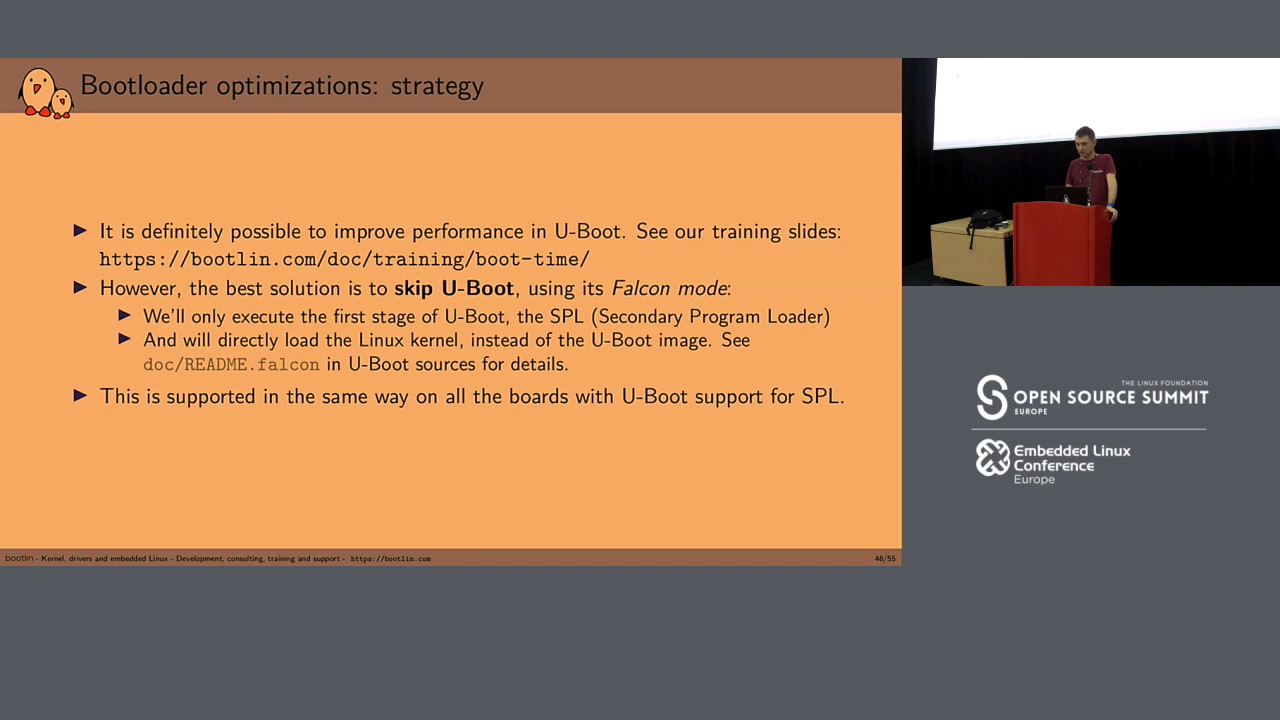 Bootloader optimizations: strategy
It is definitely possible to improve performance in U-Boot. See our training slides:
https://bootlin.com/doc/training/boot-time/
However, the best solution is to skip U-Boot, using its Falcon mode:
We'll only execute the first stage of U-Boot, the SPL (Secondary Program Loader)
And will directly load the Linux kernel, instead of the U-Boot image. See
doc/README.falcon in U-Boot sources for details.
This is supported in the same way on all the boards with U-Boot support for SPL.
bootlin - Kernel, drivers and embedded Linux - Development, consulting, training and support - https://bootlin.com
46/55
THE LINUX FOUNDATION
OPEN SOURCE SUMMIT
EUROPE
Embedded Linux
Conference
Europe